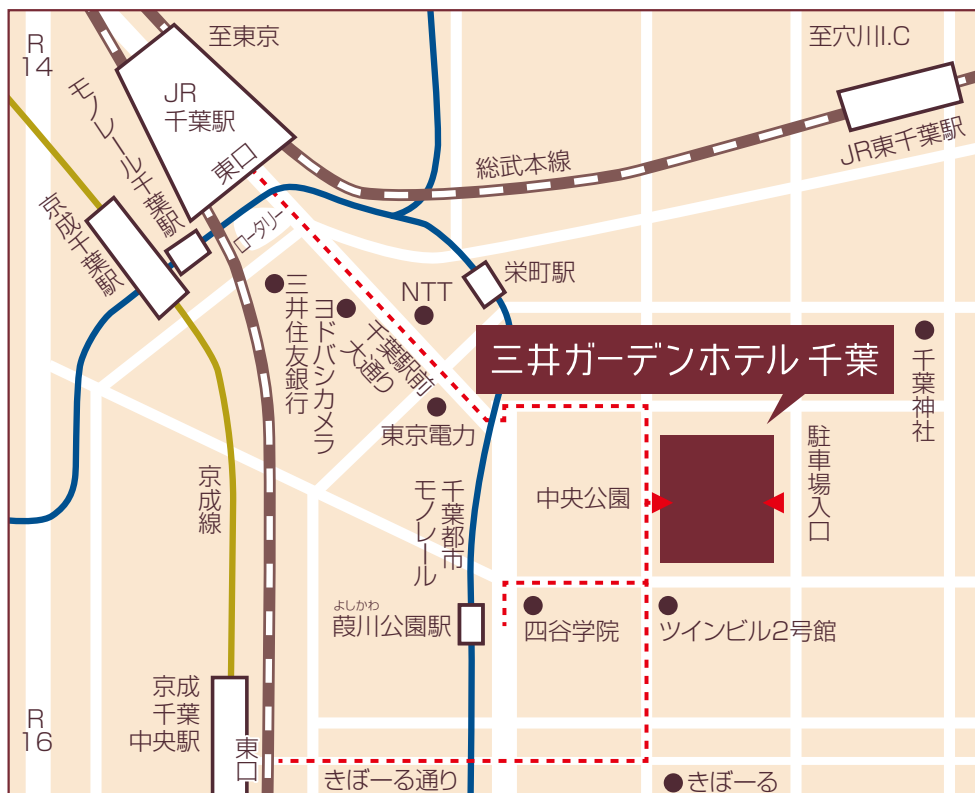 R
14
至東京
至穴川I.C
JR
千葉駅
東口
モノレール千葉駅
JR東千葉駅
総武本線
京成千葉駅
ロータリー
栄町駅
NTT
三井住友銀行
ヨドバシカメラ
千葉駅前
大通り
三井ガーデンホテル 千葉
千葉神社
東京電力
駐車場入口
中央公園
京成線
千葉都市
モノレール
よしかわ
葭川公園駅
四谷学院
ツインビル2号館
京成
千葉
中央駅
東口
R
16
きぼーる通り
きぼーる